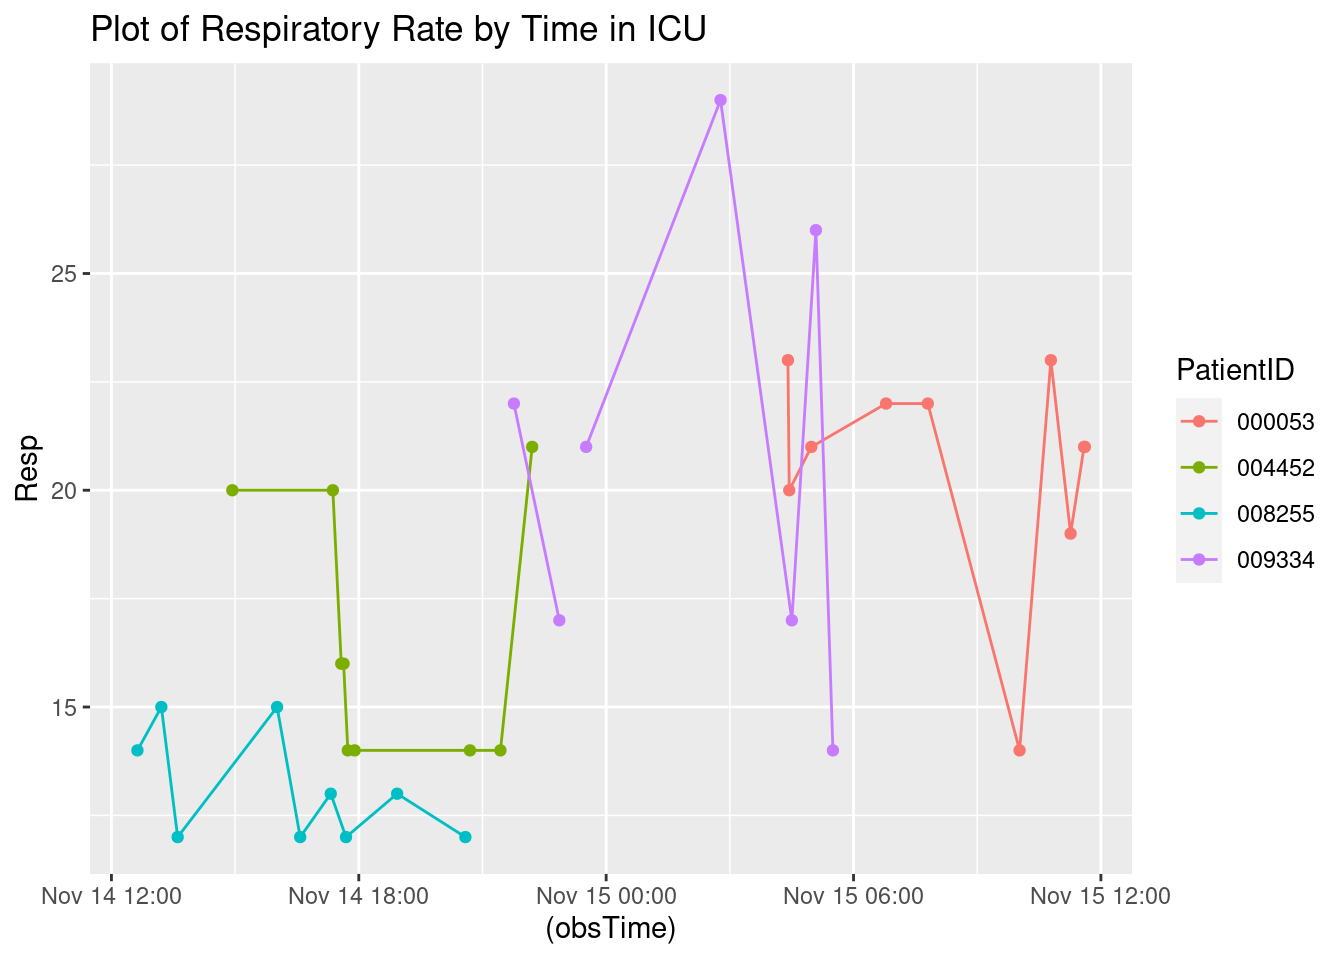 Plot of Respiratory Rate by Time in ICU
25
20
15
Resp
Nov 14 12:00 Nov 14 18:00 Nov 15 00:00 Nov 15 06:00 Nov 15 12:00
(obsTime)
PatientID
000053
004452
008255
009334